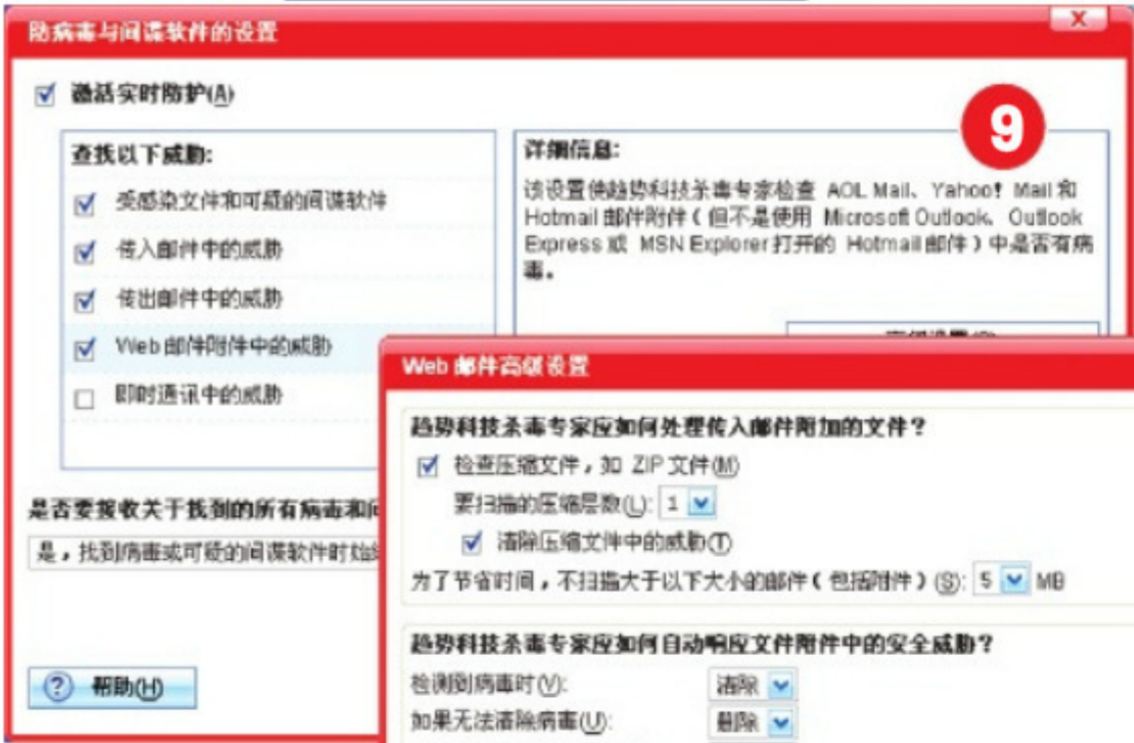 防病毒与间谍软件的设置
X
激活实时防护(A)
9
查找以下威胁:
受感染文件和可疑的间谍软件
传入邮件中的威胁
传出邮件中的威胁
Web 邮件附件中的威胁
即时通讯中的威胁
详细信息:
该设置使趋势科技杀毒专家检查 AOL Mail、Yahoo! Mail 和
Hotmail 邮件附件(但不是使用 Microsoft Outlook、Outlook
Express 或 MSN Explorer 打开的 Hotmail 邮件)中是否有病
毒。
是否要接收关于找到的所有病毒和间
是,找到病毒或可疑的间谍软件时始终
帮助(H)
Web 邮件高级设置
趋势科技杀毒专家应如何处理传入邮件附加的文件?
检查压缩文件,如 ZIP 文件(M)
要扫描的压缩层数(L): 1
清除压缩文件中的威胁(T)
为了节省时间,不扫描大于以下大小的邮件(包括附件)(S): 5 MB
趋势科技杀毒专家应如何自动响应文件附件中的安全威胁?
检测到病毒时(V): 清除
如果无法清除病毒(U): 删除